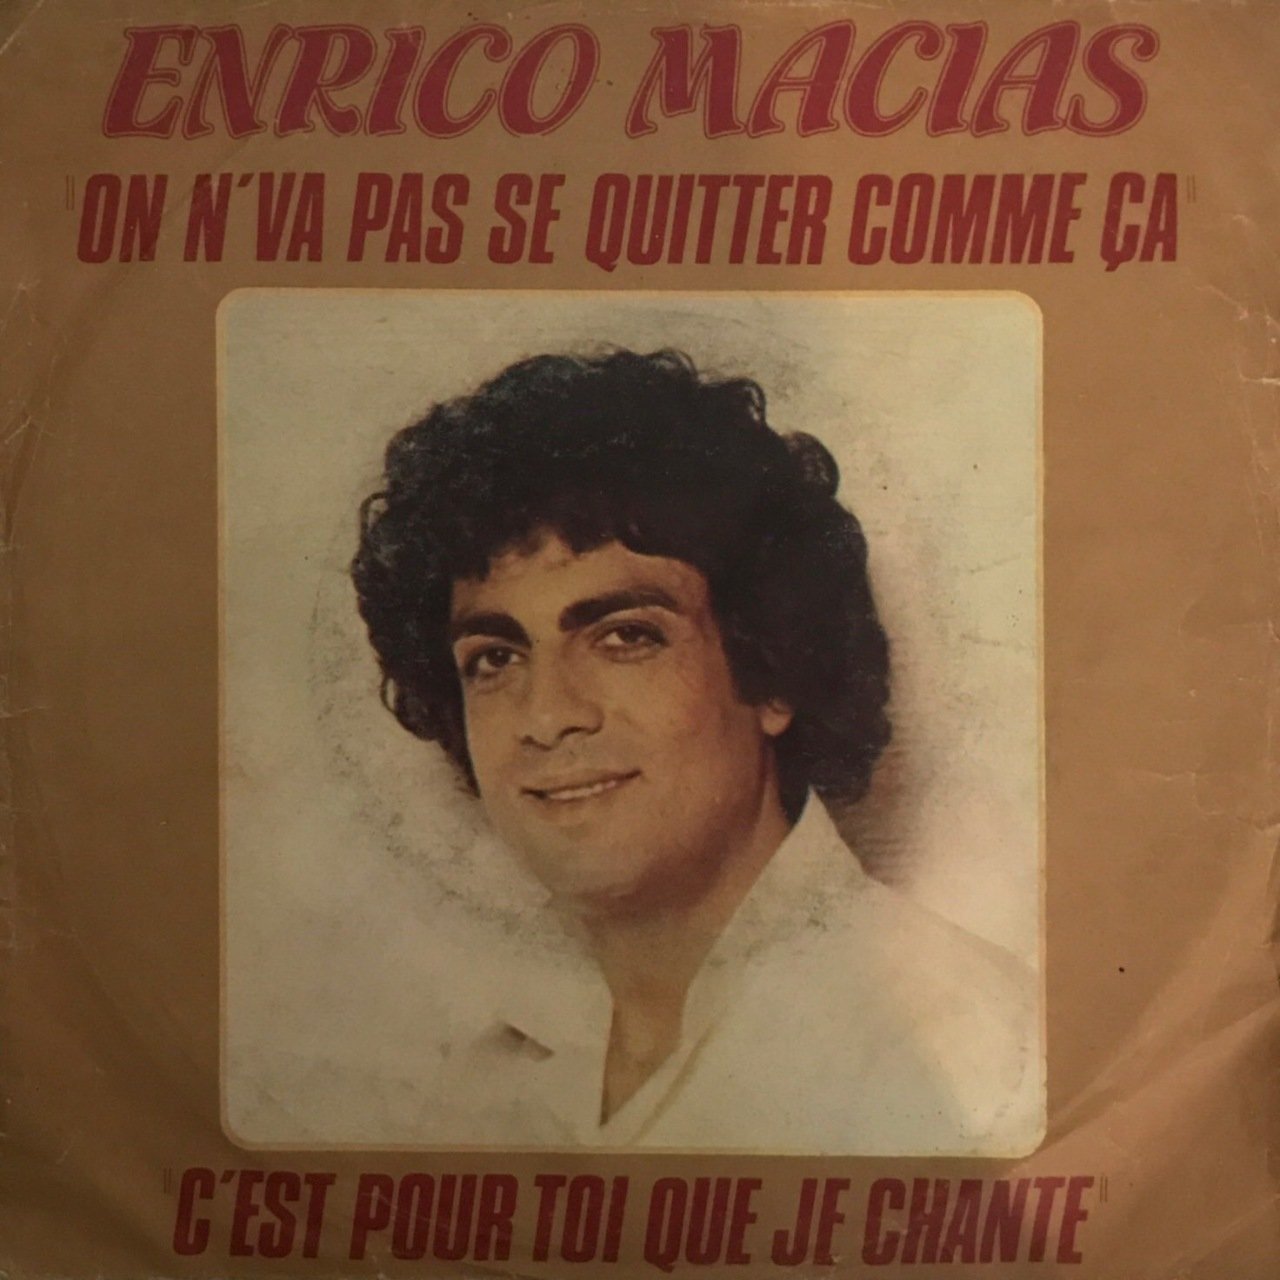 ENRICO MACIAS
"ON N'VA PAS SE QUITTER COMME ÇA"
"C'EST POUR TOI QUE JE CHANTE"